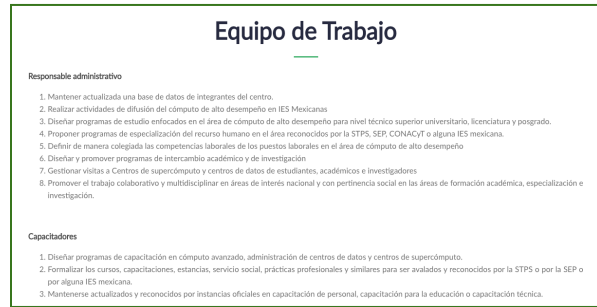 Equipo de Trabajo
Responsable administrativo
1. Mantener actualizada una base de datos de integrantes del centro.
2. Realizar actividades de difusión del cómputo de alto desempeño en IES Mexicanas
3. Diseñar programas de estudio enfocados en el área de cómputo de alto desempeño para nivel técnico superior universitario, licenciatura y posgrado.
4. Proponer programas de especialización del recurso humano en el área reconocidos por la STPS, SEP, CONACyT o alguna IES mexicana.
5. Definir de manera colegiada las competencias laborales de los puestos laborales en el área de cómputo de alto desempeño
6. Diseñar y promover programas de intercambio académico y de investigación
7. Gestionar visitas a Centros de supercómputo y centros de datos de estudiantes, académicos e investigadores
8. Promover el trabajo colaborativo y multidisciplinar en áreas de interés nacional y con pertinencia social en las áreas de formación académica, especialización e
investigación.
Capacitadores
1. Diseñar programas de capacitación en cómputo avanzado, administración de centros de datos y centros de supercómputo.
2. Formalizar los cursos, capacitaciones, estancias, servicio social, prácticas profesionales y similares para ser avalados y reconocidos por la STPS o por la SEP o
por alguna IES mexicana.
3. Mantenerse actualizados y reconocidos por instancias oficiales en capacitación de personal, capacitación para la educación o capacitación técnica.